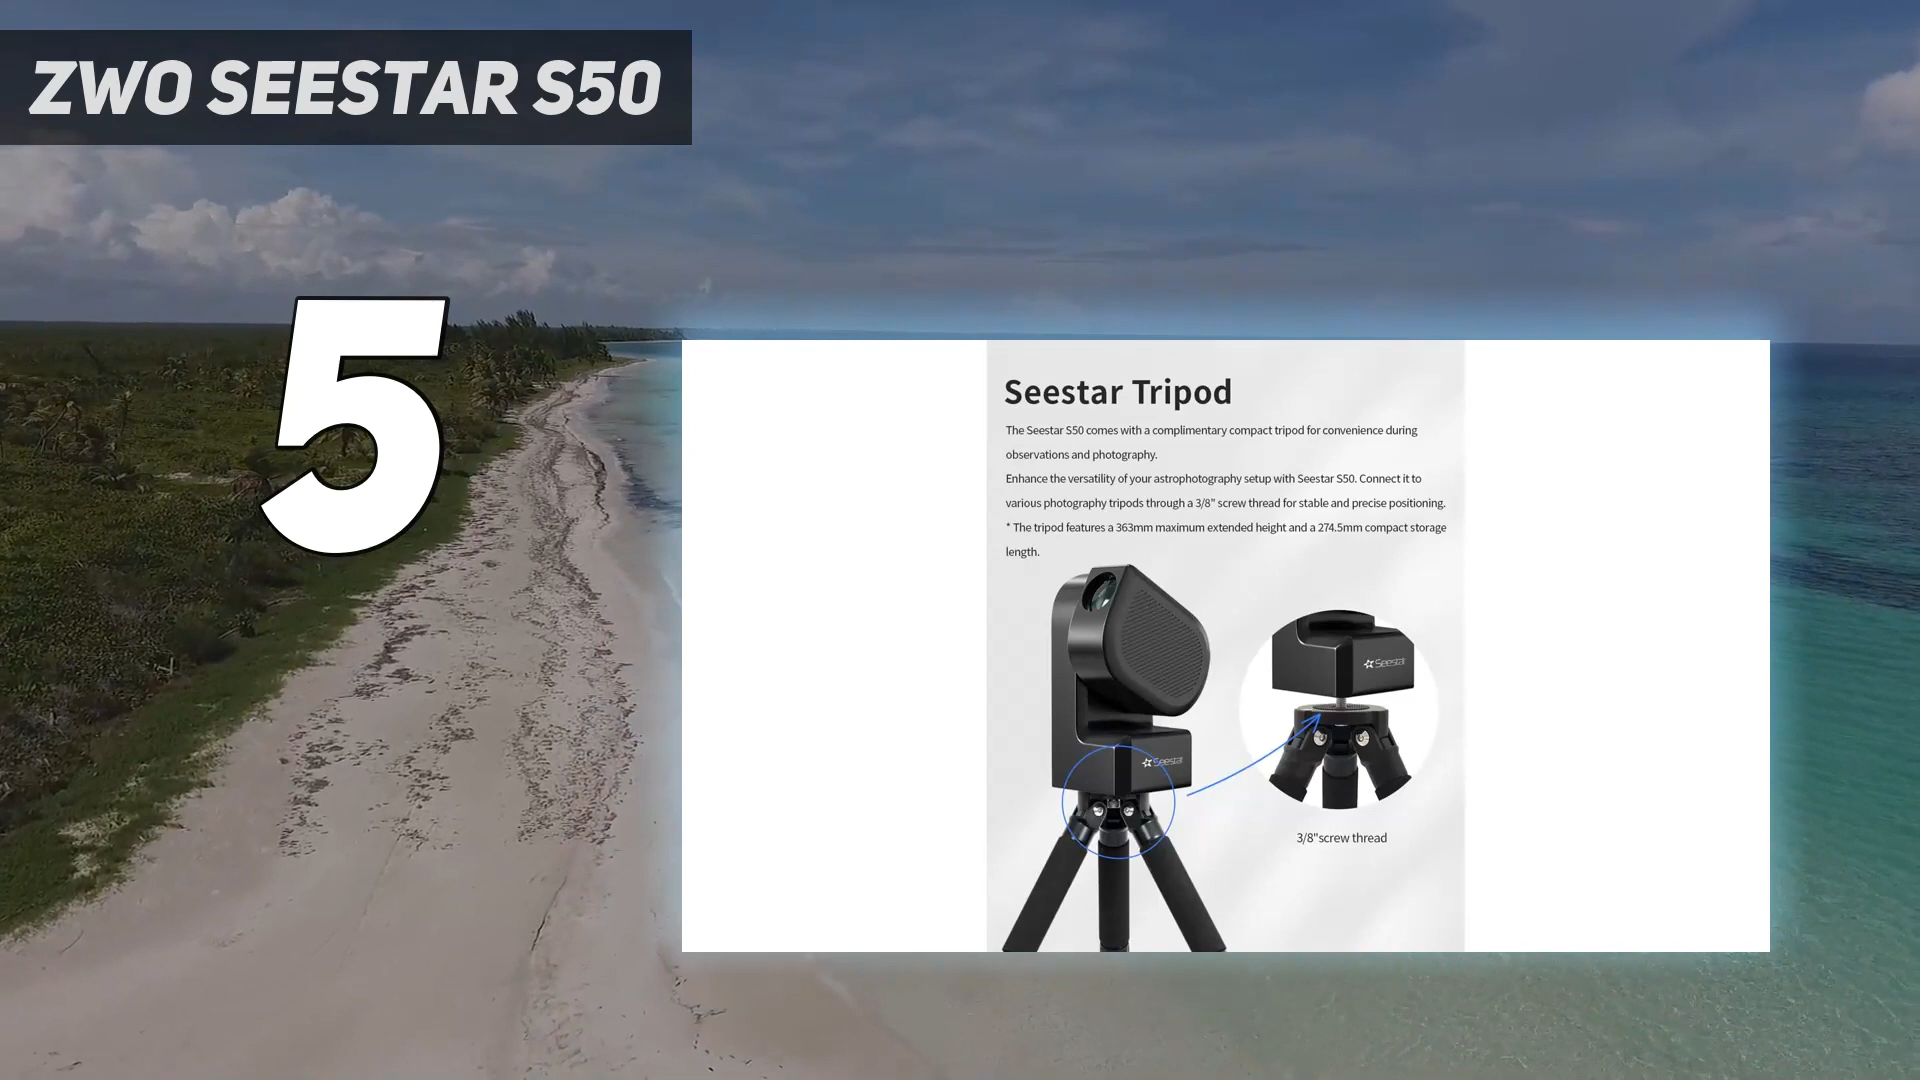 ZWO SEESTAR S50
5
Seestar Tripod
The Seestar S50 comes with a complimentary compact tripod for convenience during
observations and photography.
Enhance the versatility of your astrophotography setup with Seestar S50. Connect it to
various photography tripods through a 3/8" screw thread for stable and precise positioning.
* The tripod features a 363mm maximum extended height and a 274.5mm compact storage
length.
Seestar
Seestar
3/8"screw thread